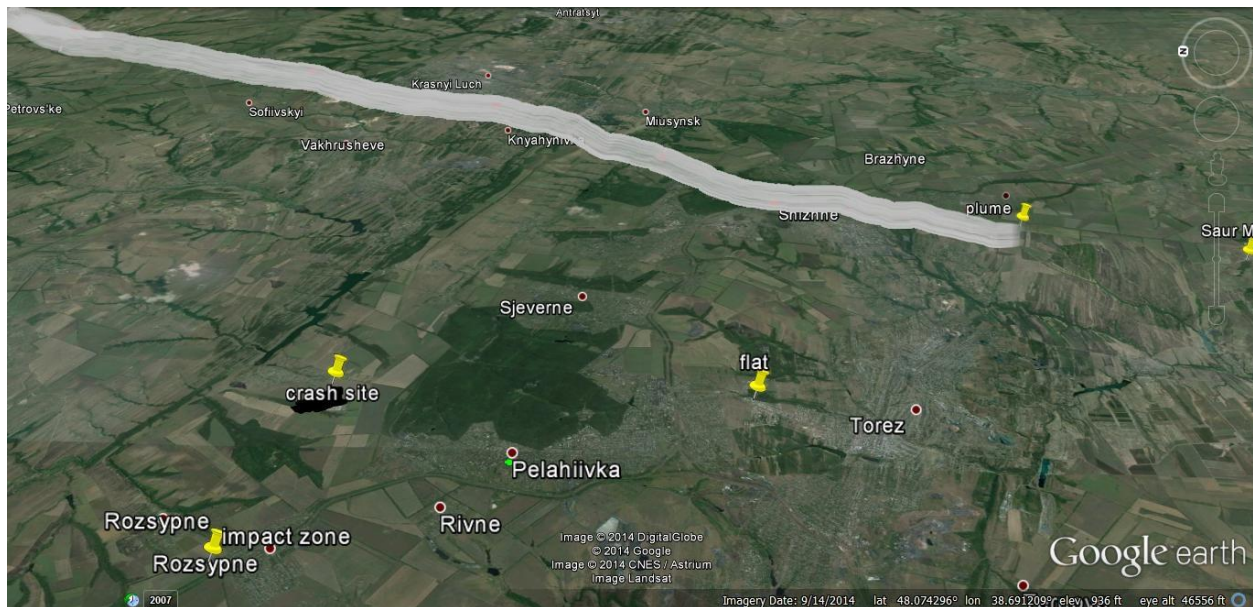 Antratsyt
Krasnyi Luch
Petrovs'ke
Sofiivskyi
Miusynsk
Vakhrusheve
Brazhyne
plume
Snizhne
N
Saur M
Sjeverne
flat
crash site
Torez
Pelahiivka
Rozsypne
impact zone
Rivne
Rozsypne
Image © 2014 DigitalGlobe
© 2014 Google
Image © 2014 CNES / Astrium
Image Landsat
Google earth
2007
Imagery Date: 9/14/2014 lat 48.074296° lon 38.691209° elev 936 ft eye alt 46556 ft